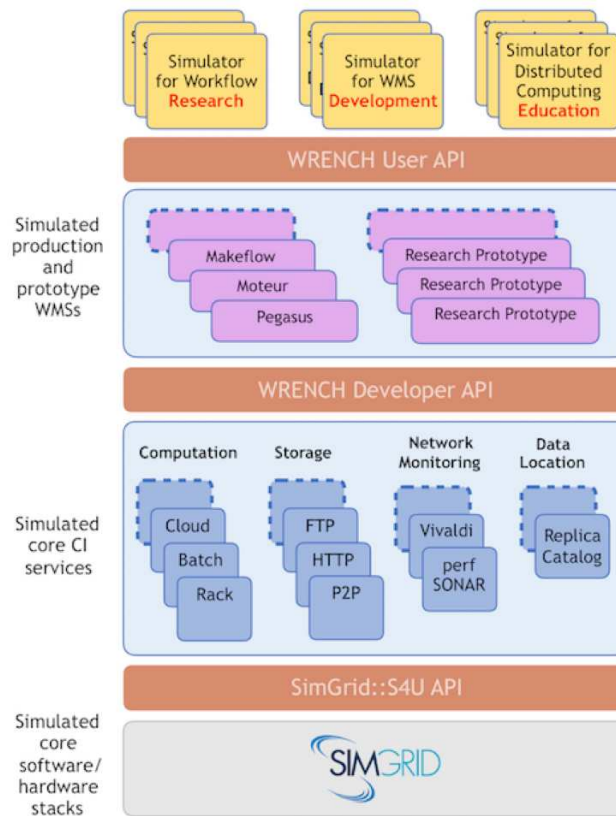 Simulator
for Workflow
Research
Simulator
for WMS
Development
Simulator for
Distributed
Computing
Education
WRENCH User API
Simulated
production
and
prototype
WMSs
Makeflow
Moteur
Pegasus
Research Prototype
Research Prototype
Research Prototype
WRENCH Developer API
Simulated
core CI
services
Computation
Cloud
Batch
Rack
Storage
FTP
HTTP
P2P
Network
Monitoring
Vivaldi
perf
SONAR
Data
Location
Replica
Catalog
SimGrid::S4U API
Simulated
core
software/
hardware
stacks
SIMGRID